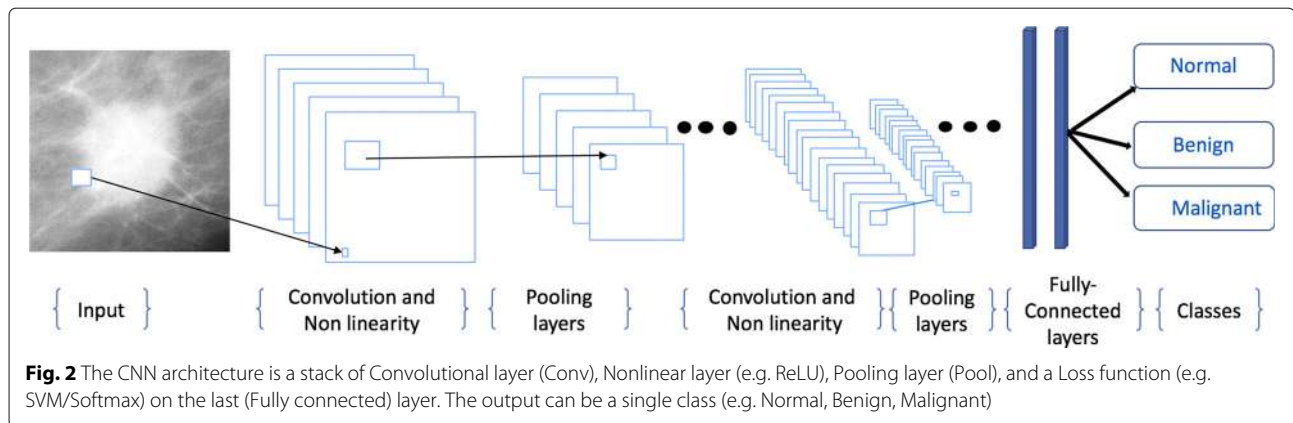 Normal
Benign
Malignant
{ Input }
{ Convolution and
Non linearity }
{ Pooling
layers }
{ Convolution and
Non linearity }
{ Pooling
layers }
{ Fully-
Connected
layers }
{ Classes }
Fig. 2 The CNN architecture is a stack of Convolutional layer (Conv), Nonlinear layer (e.g. ReLU), Pooling layer (Pool), and a Loss function (e.g.
SVM/Softmax) on the last (Fully connected) layer. The output can be a single class (e.g. Normal, Benign, Malignant)